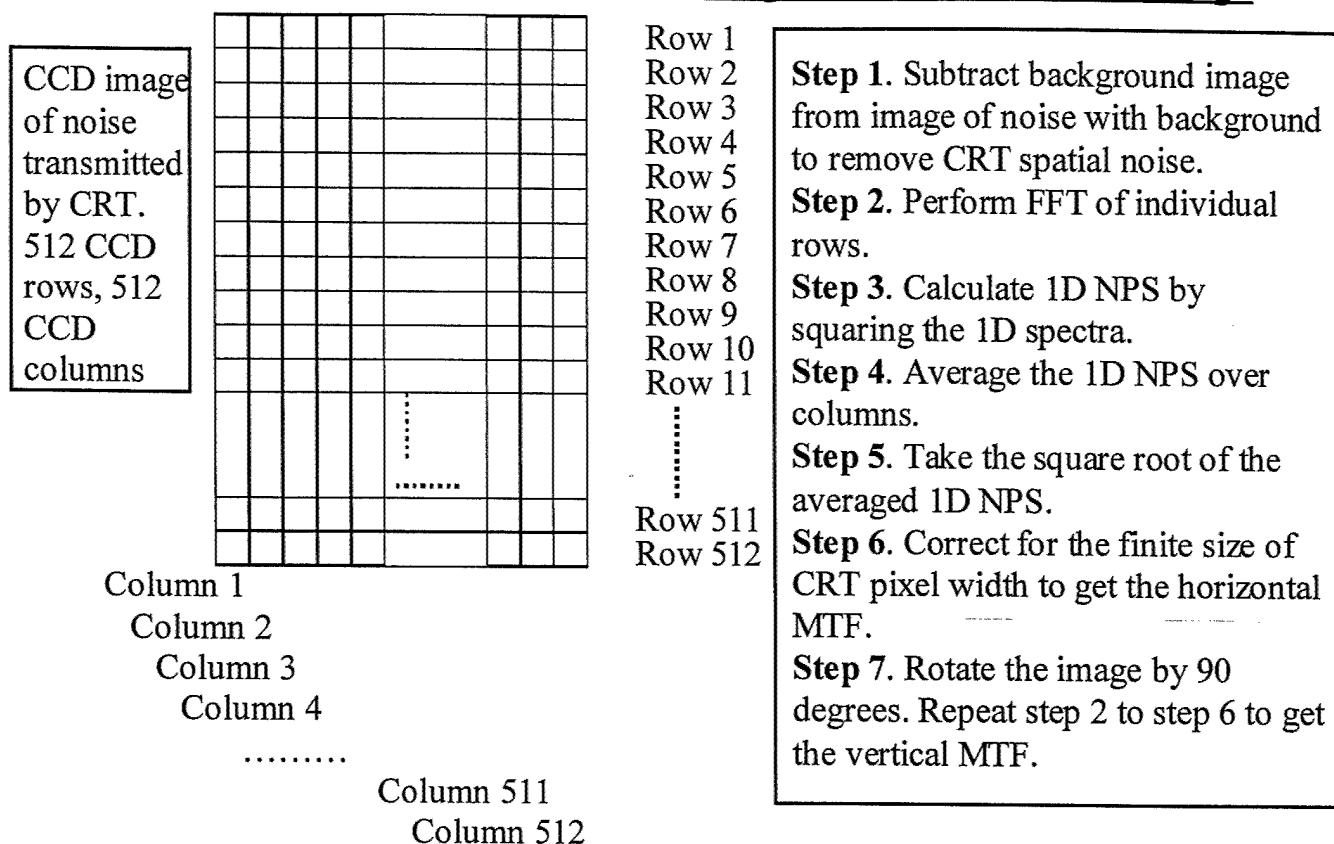 CCD image
of noise
transmitted
by CRT.
512 CCD
rows, 512
CCD
columns
Row 1
Row 2
Row 3
Row 4
Row 5
Row 6
Row 7
Row 8
Row 9
Row 10
Row 11
Row 511
Row 512
Column 1
Column 2
Column 3
Column 4
.........
Column 511
Column 512
Step 1. Subtract background image
from image of noise with background
to remove CRT spatial noise.
Step 2. Perform FFT of individual
rows.
Step 3. Calculate 1D NPS by
squaring the 1D spectra.
Step 4. Average the 1D NPS over
columns.
Step 5. Take the square root of the
averaged 1D NPS.
Step 6. Correct for the finite size of
CRT pixel width to get the horizontal
MTF.
Step 7. Rotate the image by 90
degrees. Repeat step 2 to step 6 to get
the vertical MTF.